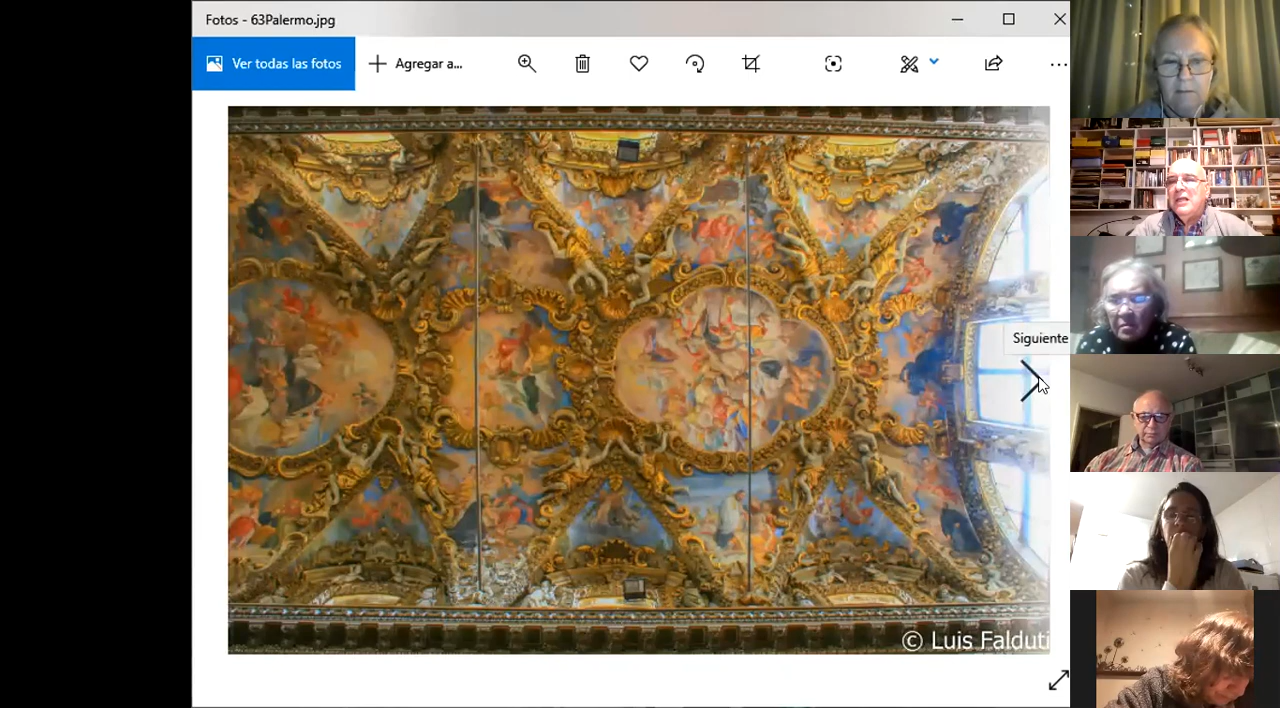 Fotos - 63Palermo.jpg
Ver todas las fotos
Agregar a...
Siguiente
© Luis Falduti